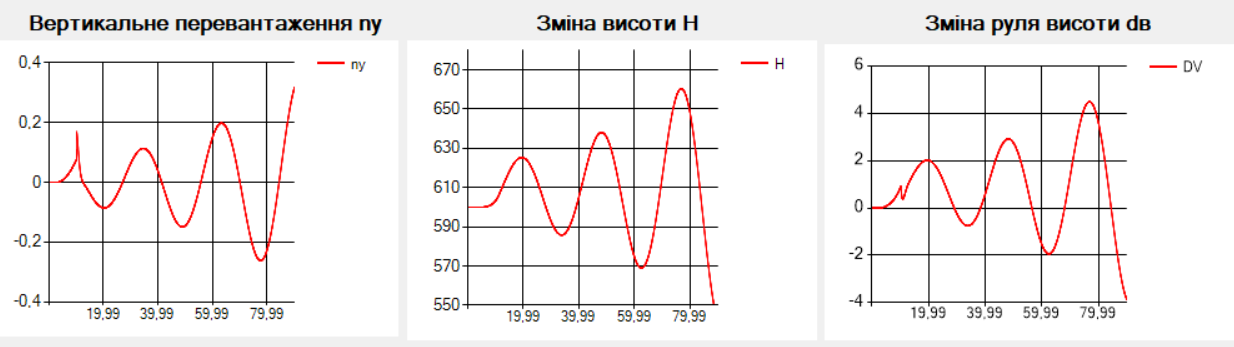 Вертикальне перевантаження ny
0,4
0,2
0
-0,2
-0,4
19,99 39,99 59,99 79,99
ny
Зміна висоти H
670
650
630
610
590
570
550
19,99 39,99 59,99 79,99
H
Зміна руля висоти dв
6
4
2
0
-2
-4
19,99 39,99 59,99 79,99
DV